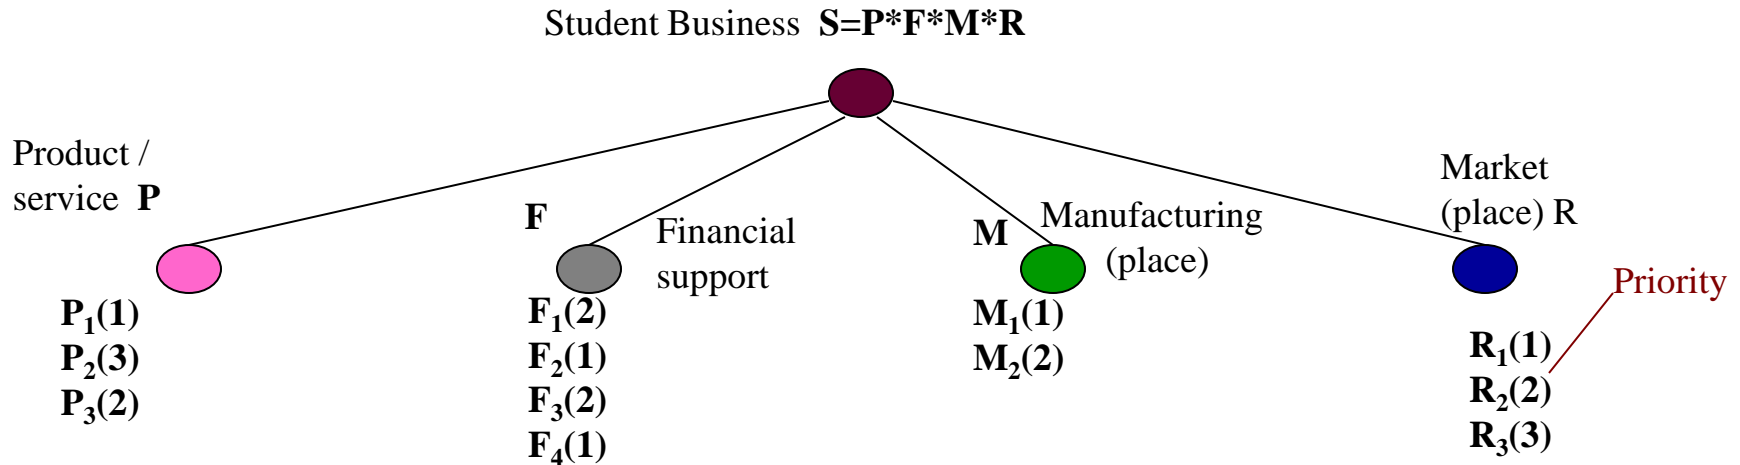 Student Business S=P*F*M*R
Product /
service P
F
Financial
support
M
Manufacturing
(place)
Market
(place) R
Priority
P₁(1)
P₂(3)
P₃(2)
F₁(2)
F₂(1)
F₃(2)
F₄(1)
M₁(1)
M₂(2)
R₁(1)
R₂(2)
R₃(3)